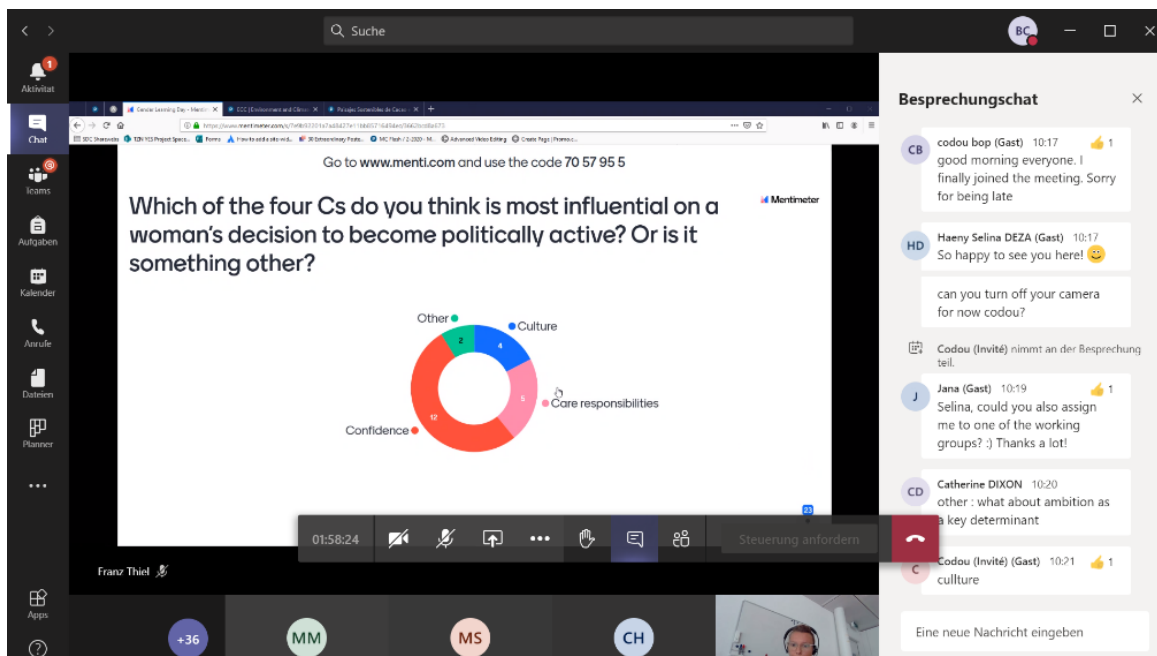 Suche
BC
1
Aktivität
Chat
Teams
Aufgaben
Kalender
Anrufe
Dateien
Planner
Apps
Gender Learning Day - Mentim
Go to www.menti.com and use the code 70 57 95 5
Mentimeter
Which of the four Cs do you think is most influential on a
woman's decision to become politically active? Or is it
something other?
Other
Culture
2
4
5
Care responsibilities
12
Confidence
23
01:58:24
Steuerung anfordern
Franz Thiel
+36
MM
MS
CH
Besprechungschat
CB
codou bop (Gast) 10:17
1
good morning everyone. I
finally joined the meeting. Sorry
for being late
HD
Haeny Selina DEZA (Gast) 10:17
So happy to see you here!
can you turn off your camera
for now codou?
Codou (Invité) nimmt an der Besprechung
teil.
J
Jana (Gast) 10:19
1
Selina, could you also assign
me to one of the working
groups? :) Thanks a lot!
CD
Catherine DIXON 10:20
other : what about ambition as
a key determinant
C
Codou (Invité) (Gast) 10:21
1
cullture
Eine neue Nachricht eingeben